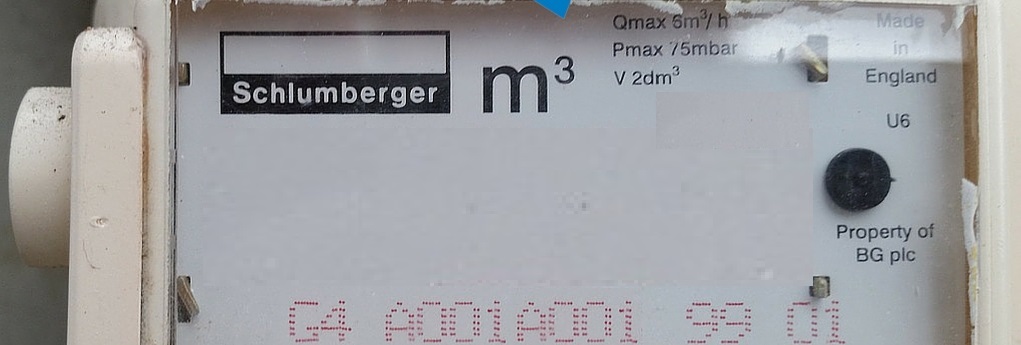 Schlumberger
m³
Qmax 6m³/ h
Pmax 75mbar
V 2dm³
Made
in
England
U6
Property of
BG plc
G4 A001A001 99 01